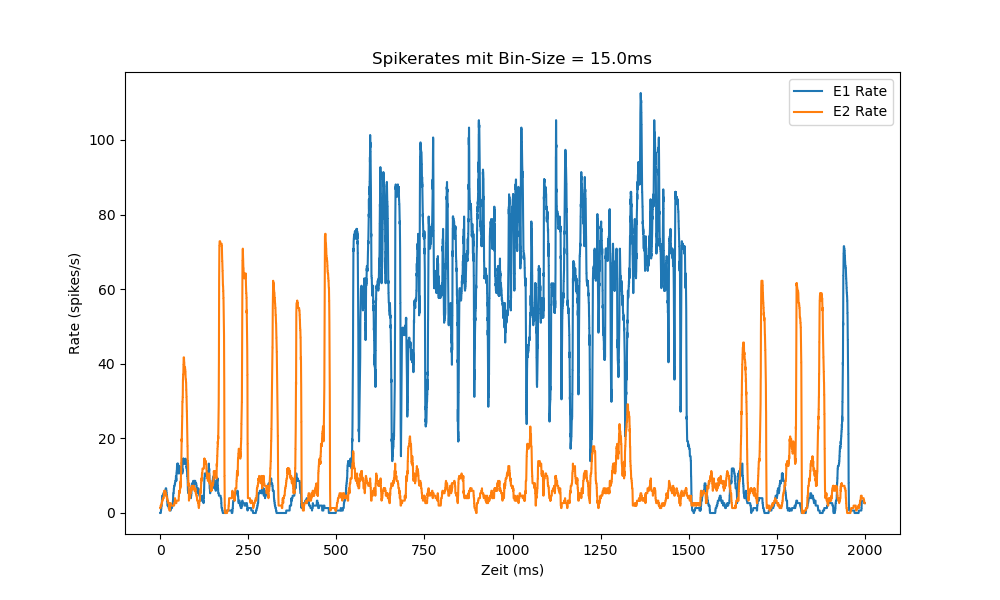 Spikerates mit Bin-Size = 15.0ms
E1 Rate
E2 Rate
Rate (spikes/s)
100
80
60
40
20
0
0 250 500 750 1000 1250 1500 1750 2000
Zeit (ms)